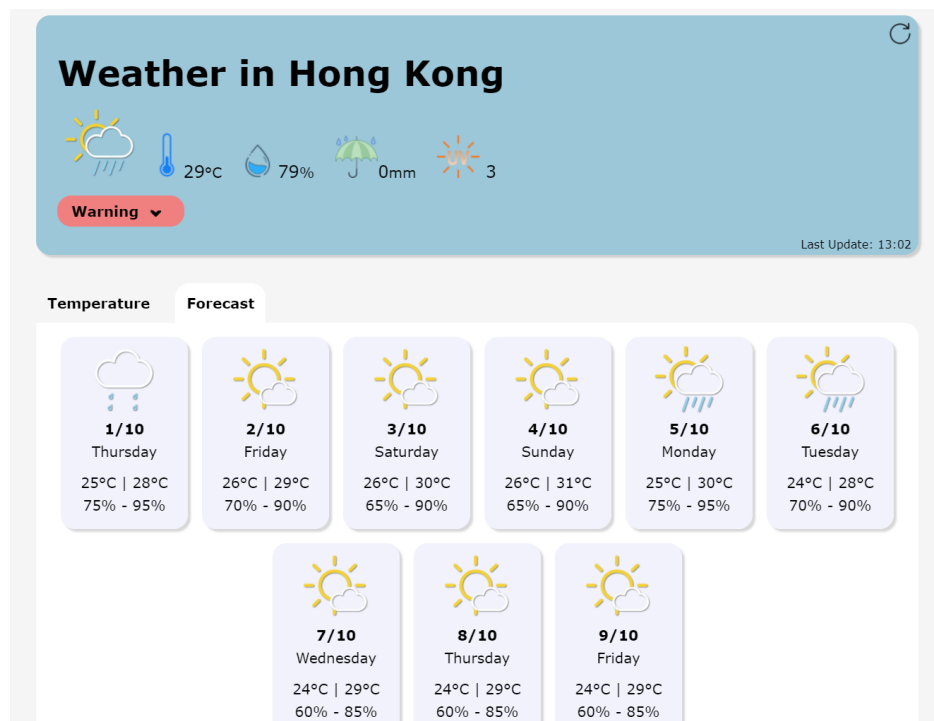 Weather in Hong Kong
29°C 79% 0mm UV 3
Warning
Last Update: 13:02
Temperature Forecast
1/10 2/10 3/10 4/10 5/10 6/10
Thursday Friday Saturday Sunday Monday Tuesday
25°C | 28°C 26°C | 29°C 26°C | 30°C 26°C | 31°C 25°C | 30°C 24°C | 28°C
75% - 95% 70% - 90% 65% - 90% 65% - 90% 75% - 95% 70% - 90%
7/10 8/10 9/10
Wednesday Thursday Friday
24°C | 29°C 24°C | 29°C 24°C | 29°C
60% - 85% 60% - 85% 60% - 85%